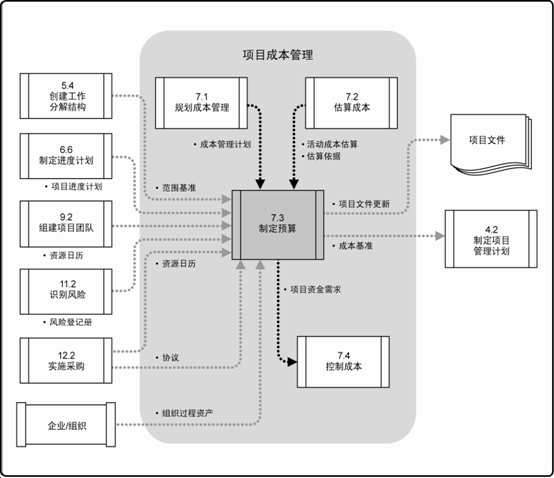 项目成本管理
5.4
创建工作
分解结构
7.1
规划成本管理
7.2
估算成本
• 成本管理计划
• 活动成本估算
• 估算依据
项目文件
6.6
制定进度计划
• 项目进度计划
• 范围基准
9.2
组建项目团队
• 资源日历
7.3
制定预算
• 项目文件更新
• 成本基准
4.2
制定项目
管理计划
• 资源日历
11.2
识别风险
• 风险登记册
• 项目资金需求
12.2
实施采购
• 协议
7.4
控制成本
企业/组织
• 组织过程资产